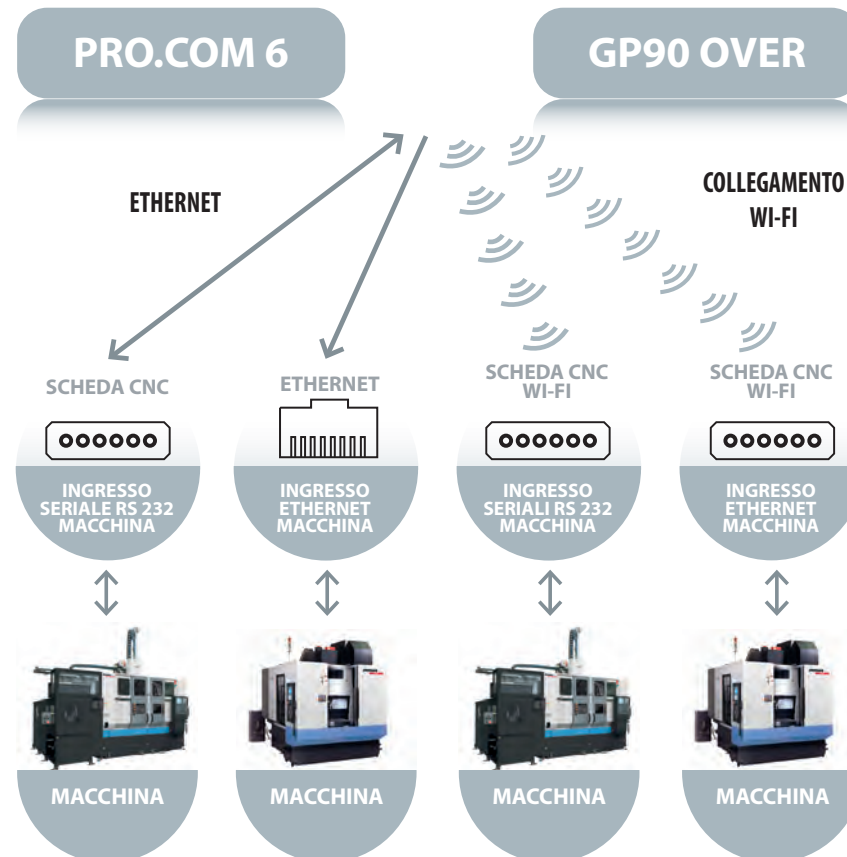 PRO.COM 6
GP90 OVER
ETHERNET
COLLEGAMENTO
WI-FI
SCHEDA CNC
ETHERNET
SCHEDA CNC
WI-FI
SCHEDA CNC
WI-FI
INGRESSO
SERIALE RS 232
MACCHINA
INGRESSO
ETHERNET
MACCHINA
INGRESSO
SERIALI RS 232
MACCHINA
INGRESSO
ETHERNET
MACCHINA
MACCHINA
MACCHINA
MACCHINA
MACCHINA